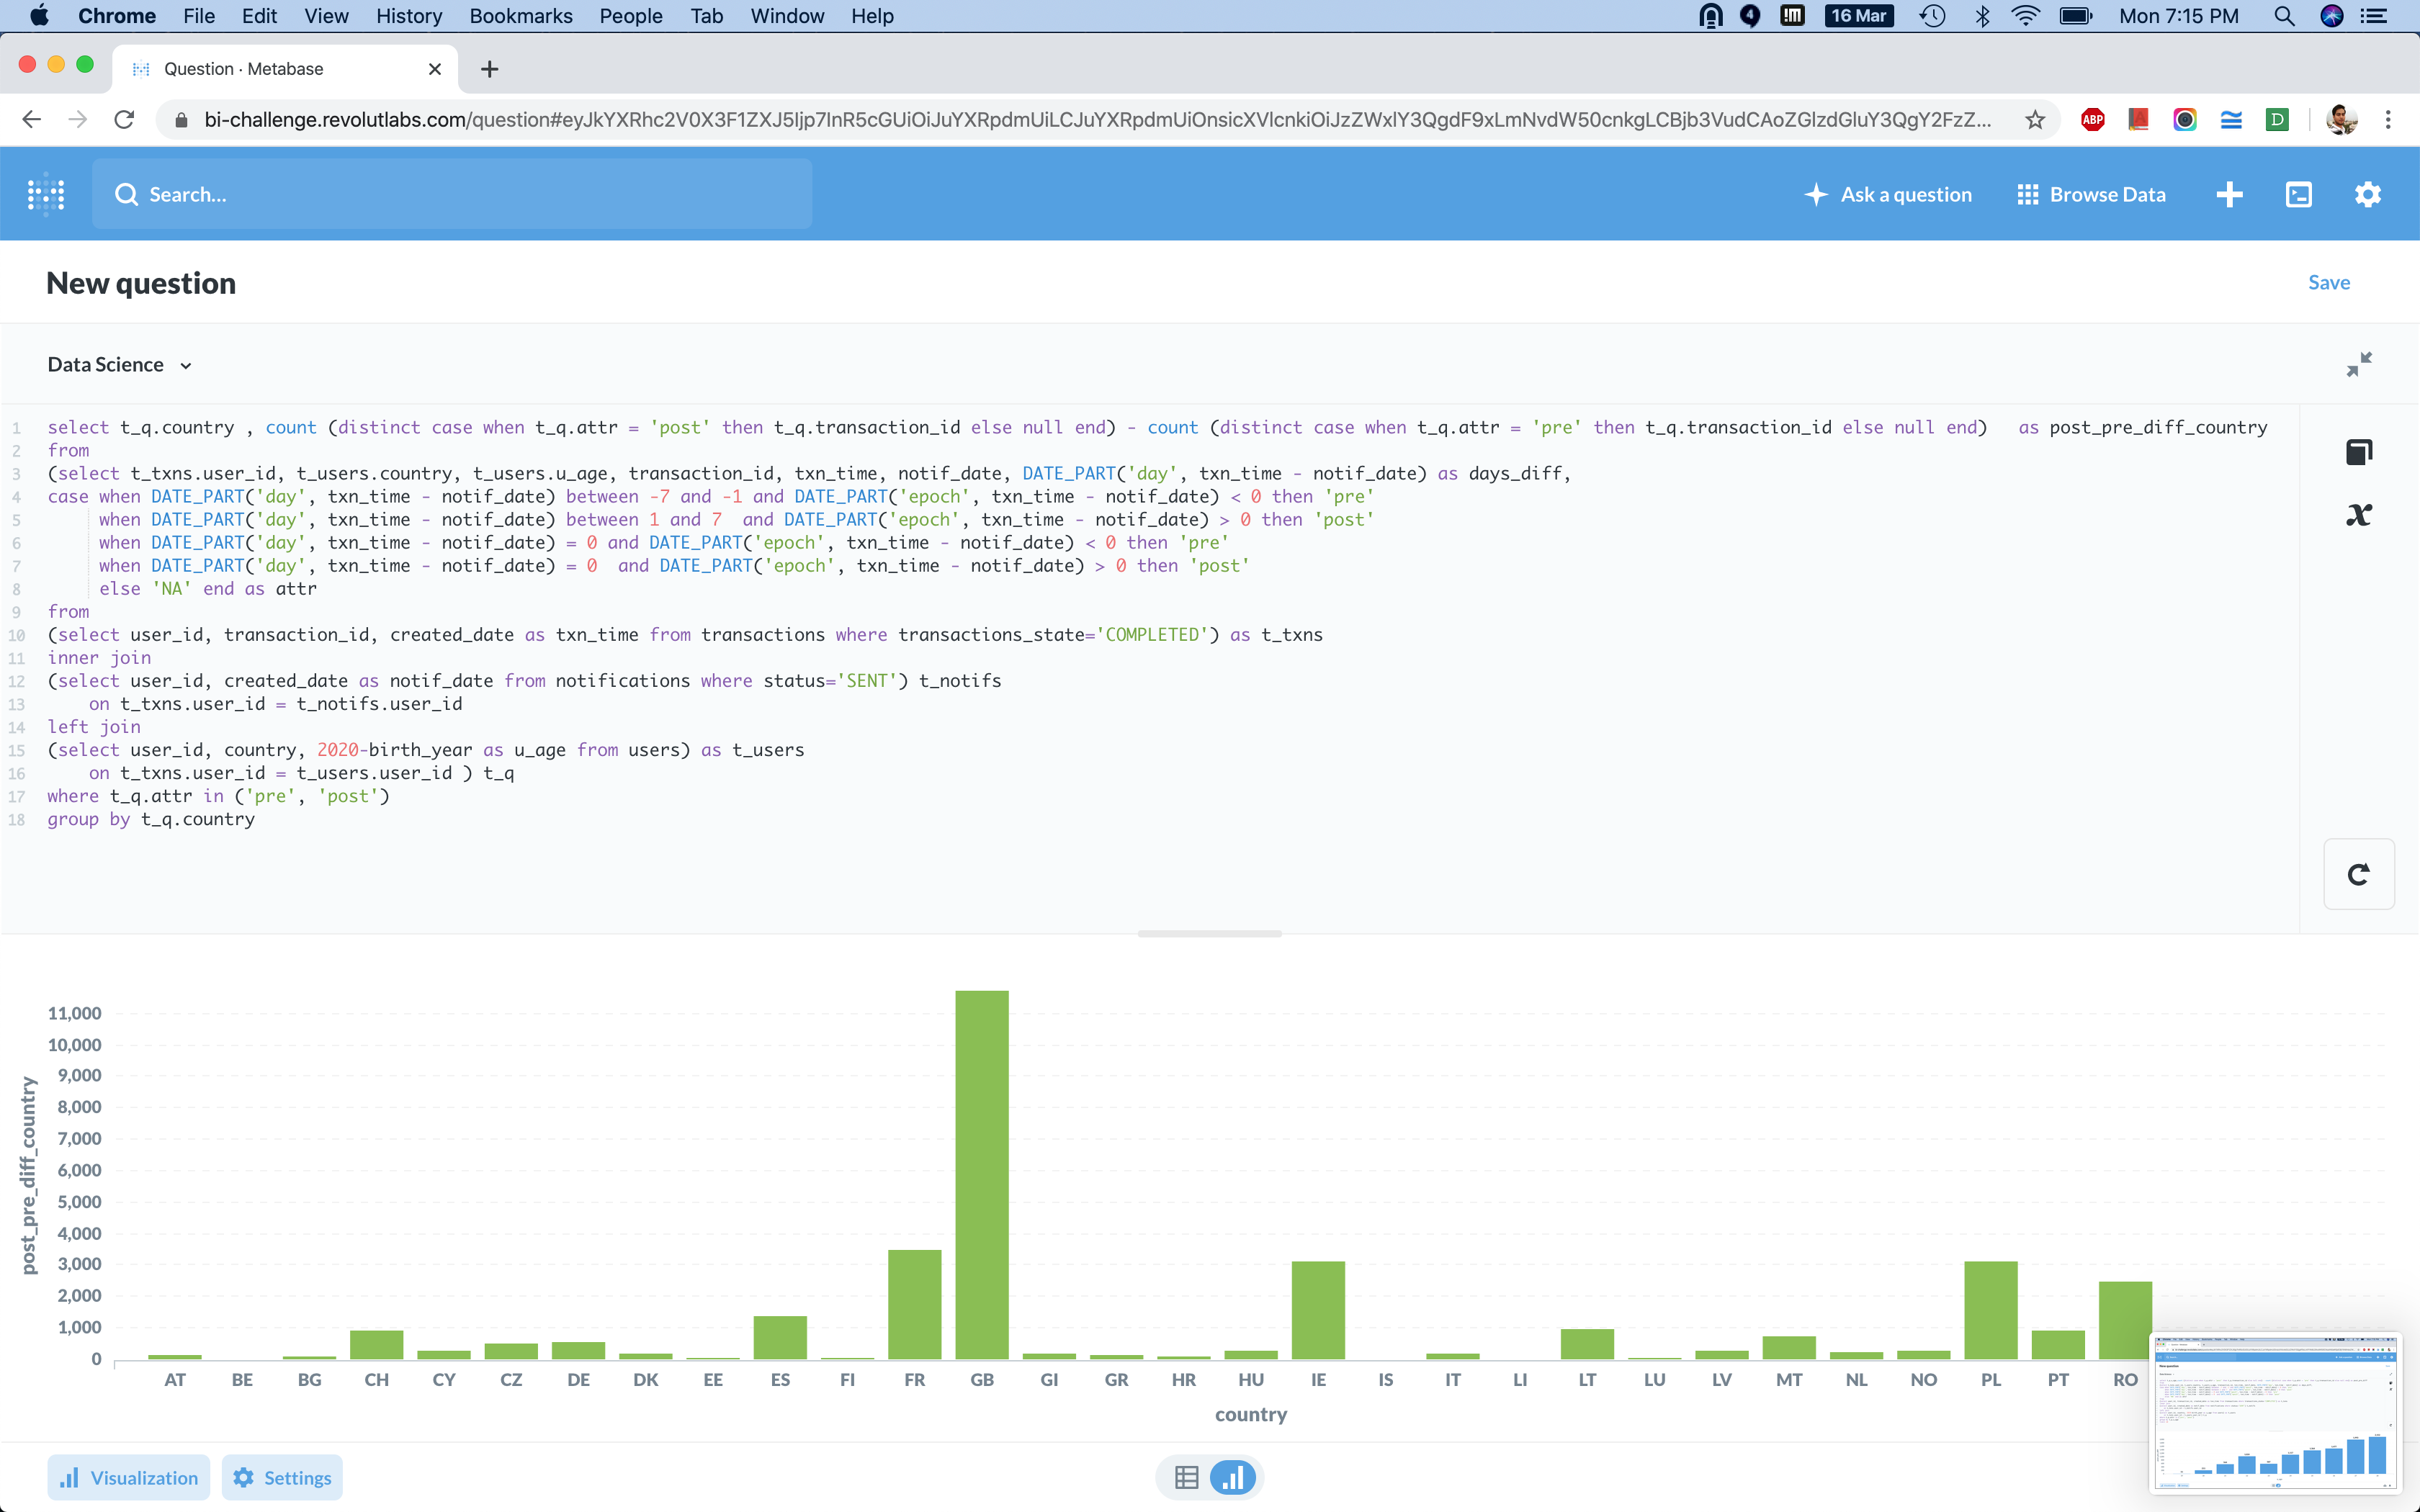 Chrome File Edit View History Bookmarks People Tab Window Help 4 16 Mar Mon 7:15 PM
Question · Metabase
bi-challenge.revolutlabs.com/question#eyJkYXRhc2V0X3F1ZXJ5Ijp7InR5cGUiOiJuYXRpdmUiLCJuYXRpdmUiOnsicXVlcnkiOiJzZWxlY3QgdF9xLmNvdW50cnkgLCBjb3VudCAoZGlzdGluY3QgY2FzZ... ABP D
Search... Ask a question Browse Data
New question Save
Data Science
1 select t_q.country , count (distinct case when t_q.attr = 'post' then t_q.transaction_id else null end) - count (distinct case when t_q.attr = 'pre' then t_q.transaction_id else null end) as post_pre_diff_country
2 from
3 (select t_txns.user_id, t_users.country, t_users.u_age, transaction_id, txn_time, notif_date, DATE_PART('day', txn_time - notif_date) as days_diff,
4 case when DATE_PART('day', txn_time - notif_date) between -7 and -1 and DATE_PART('epoch', txn_time - notif_date) < 0 then 'pre'
5 when DATE_PART('day', txn_time - notif_date) between 1 and 7 and DATE_PART('epoch', txn_time - notif_date) > 0 then 'post'
6 when DATE_PART('day', txn_time - notif_date) = 0 and DATE_PART('epoch', txn_time - notif_date) < 0 then 'pre'
7 when DATE_PART('day', txn_time - notif_date) = 0 and DATE_PART('epoch', txn_time - notif_date) > 0 then 'post'
8 else 'NA' end as attr
9 from
10 (select user_id, transaction_id, created_date as txn_time from transactions where transactions_state='COMPLETED') as t_txns
11 inner join
12 (select user_id, created_date as notif_date from notifications where status='SENT') t_notifs
13 on t_txns.user_id = t_notifs.user_id
14 left join
15 (select user_id, country, 2020-birth_year as u_age from users) as t_users
16 on t_txns.user_id = t_users.user_id ) t_q
17 where t_q.attr in ('pre', 'post')
18 group by t_q.country
x
post_pre_diff_country
11,000
10,000
9,000
8,000
7,000
6,000
5,000
4,000
3,000
2,000
1,000
0
AT BE BG CH CY CZ DE DK EE ES FI FR GB GI GR HR HU IE IS IT LI LT LU LV MT NL NO PL PT RO
country
Visualization Settings